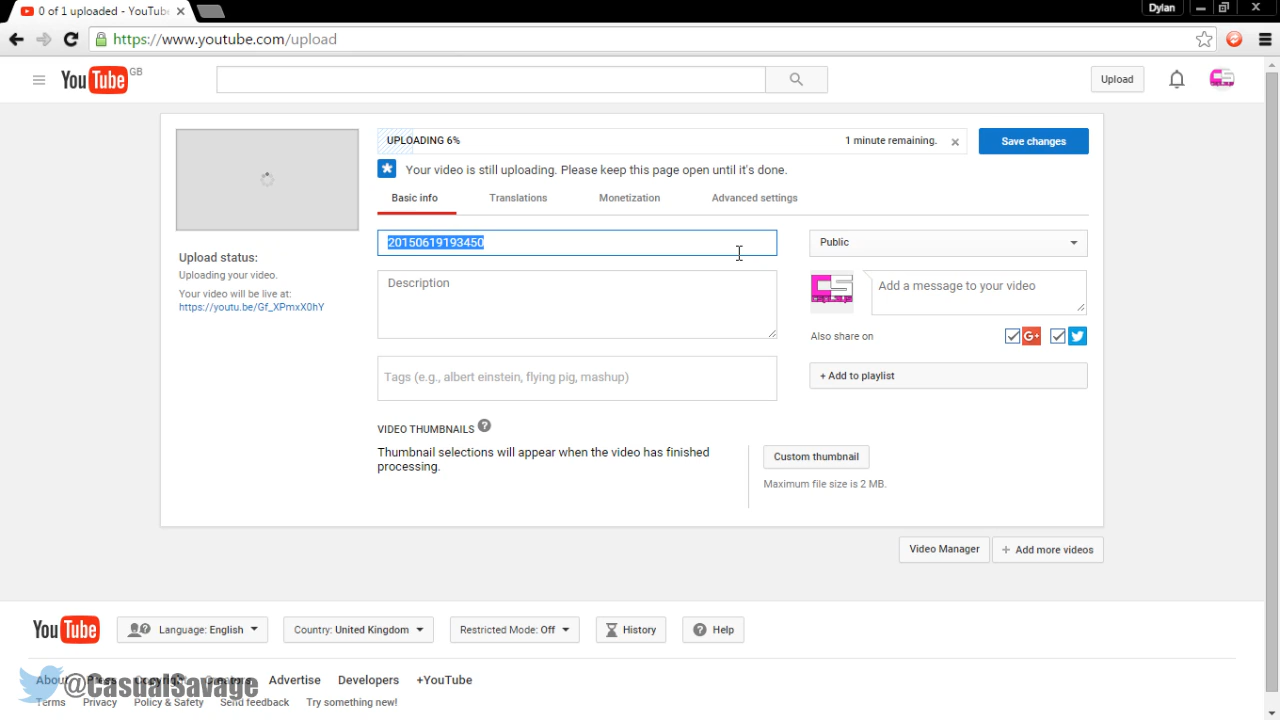 0 of 1 uploaded - YouTube
Dylan
https://www.youtube.com/upload
YouTube GB
Upload
UPLOADING 6%
1 minute remaining.
Save changes
Your video is still uploading. Please keep this page open until it's done.
Basic info
Translations
Monetization
Advanced settings
20150619193450
Public
Description
Add a message to your video
Upload status:
Uploading your video.
Your video will be live at:
https://youtu.be/Gf_XPmxX0hY
Also share on
G+
Tags (e.g., albert einstein, flying pig, mashup)
+ Add to playlist
VIDEO THUMBNAILS ?
Thumbnail selections will appear when the video has finished
processing.
Custom thumbnail
Maximum file size is 2 MB.
Video Manager
+ Add more videos
YouTube
Language: English
Country: United Kingdom
Restricted Mode: Off
History
Help
About Press Copyright Creators Advertise Developers +YouTube
@CasualSavage
Terms Privacy Policy & Safety Send feedback Try something new!